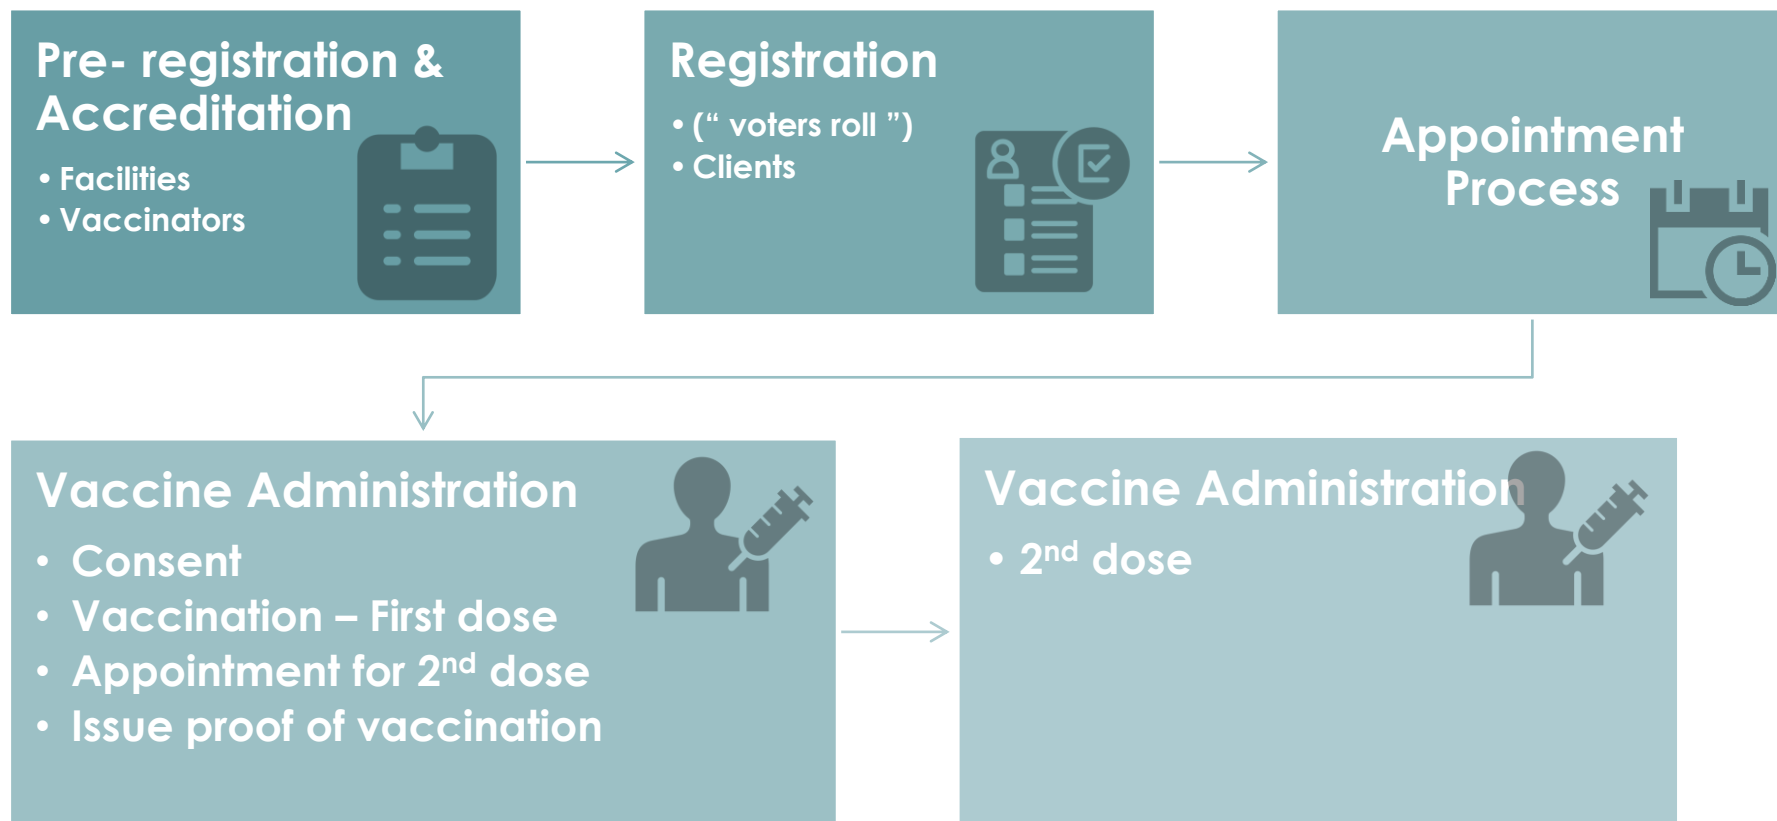 Pre- registration &
Accreditation
• Facilities
• Vaccinators
Registration
• (“ voters roll ”)
• Clients
Appointment
Process
Vaccine Administration
• Consent
• Vaccination – First dose
• Appointment for 2nd dose
• Issue proof of vaccination
Vaccine Administration
• 2nd dose